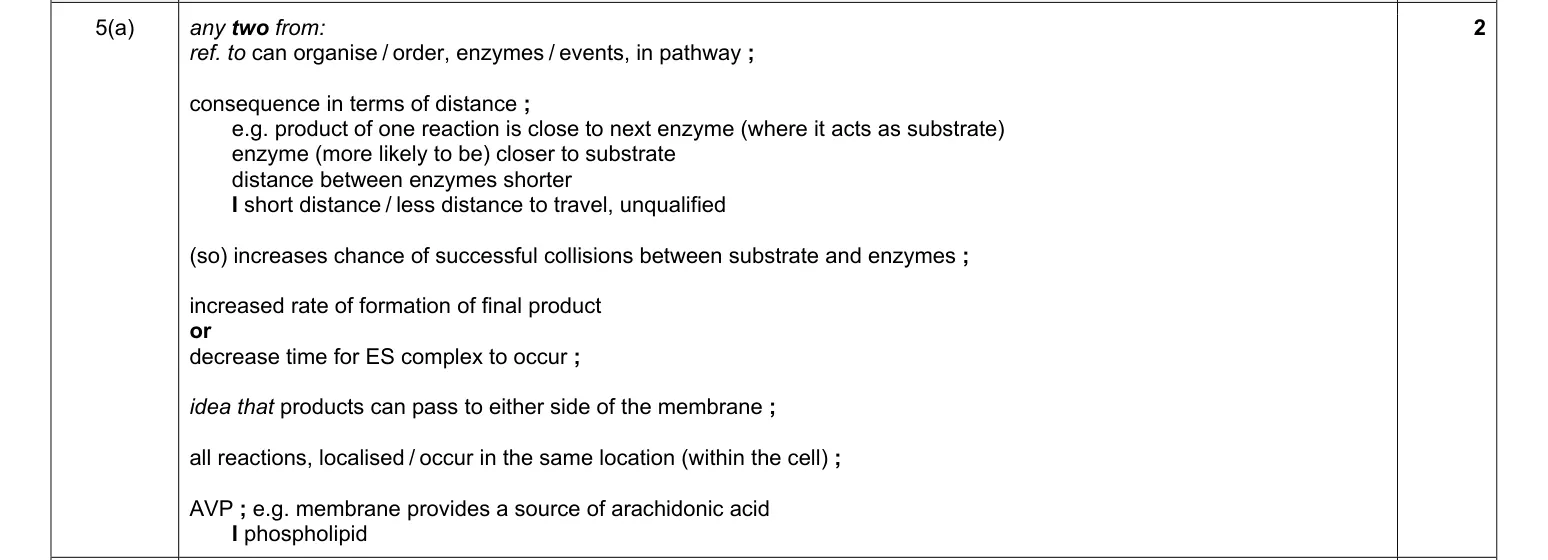 5(a)
any two from:
2
ref. to can organise / order, enzymes / events, in pathway ;
consequence in terms of distance ;
e.g. product of one reaction is close to next enzyme (where it acts as substrate)
enzyme (more likely to be) closer to substrate
distance between enzymes shorter
I short distance / less distance to travel, unqualified
(so) increases chance of successful collisions between substrate and enzymes ;
increased rate of formation of final product
or
decrease time for ES complex to occur ;
idea that products can pass to either side of the membrane ;
all reactions, localised / occur in the same location (within the cell) ;
AVP ; e.g. membrane provides a source of arachidonic acid
I phospholipid